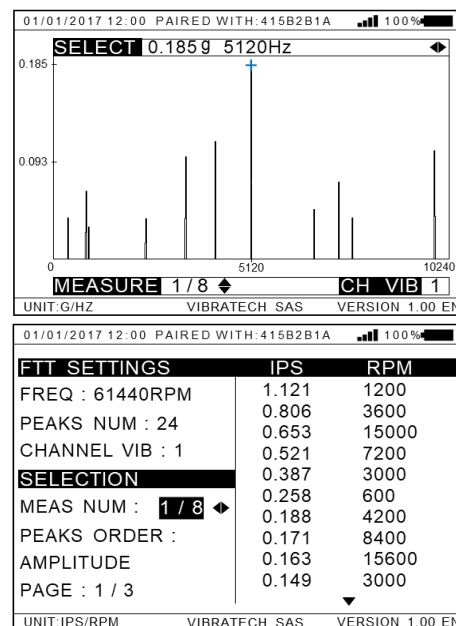 01/01/2017 12:00 PAIRED WITH:415B2B1A 100%
SELECT 0.185g 5120Hz
0.185
0.093
0 5120 10240
MEASURE 1/8 CH VIB 1
UNIT:G/HZ VIBRATECH SAS VERSION 1.00 EN
01/01/2017 12:00 PAIRED WITH:415B2B1A 100%
FTT SETTINGS IPS RPM
FREQ : 61440RPM
PEAKS NUM : 24
CHANNEL VIB : 1
SELECTION
MEAS NUM : 1/8
PEAKS ORDER :
AMPLITUDE
PAGE : 1 / 3
1.121 1200
0.806 3600
0.653 15000
0.521 7200
0.387 3000
0.258 600
0.188 4200
0.171 8400
0.163 15600
0.149 3000
UNIT:IPS/RPM VIBRATECH SAS VERSION 1.00 EN